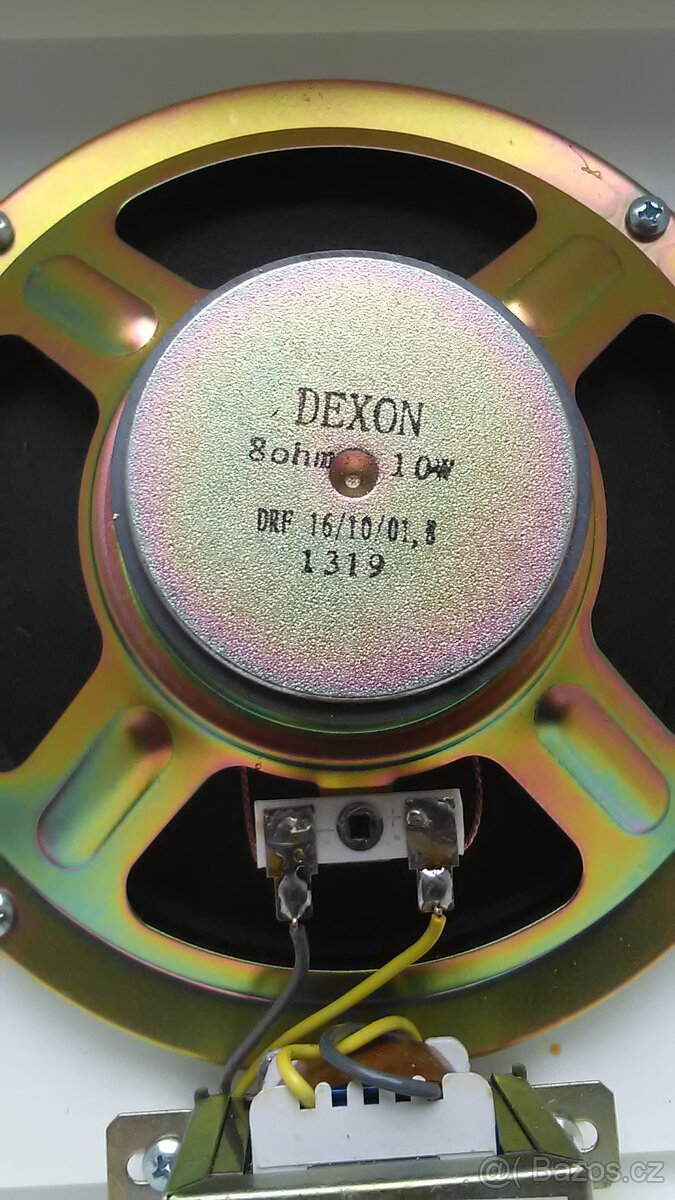 DEXON
8ohm 10W
DRF 16/10/01,8
1319
@( Bazos.cz